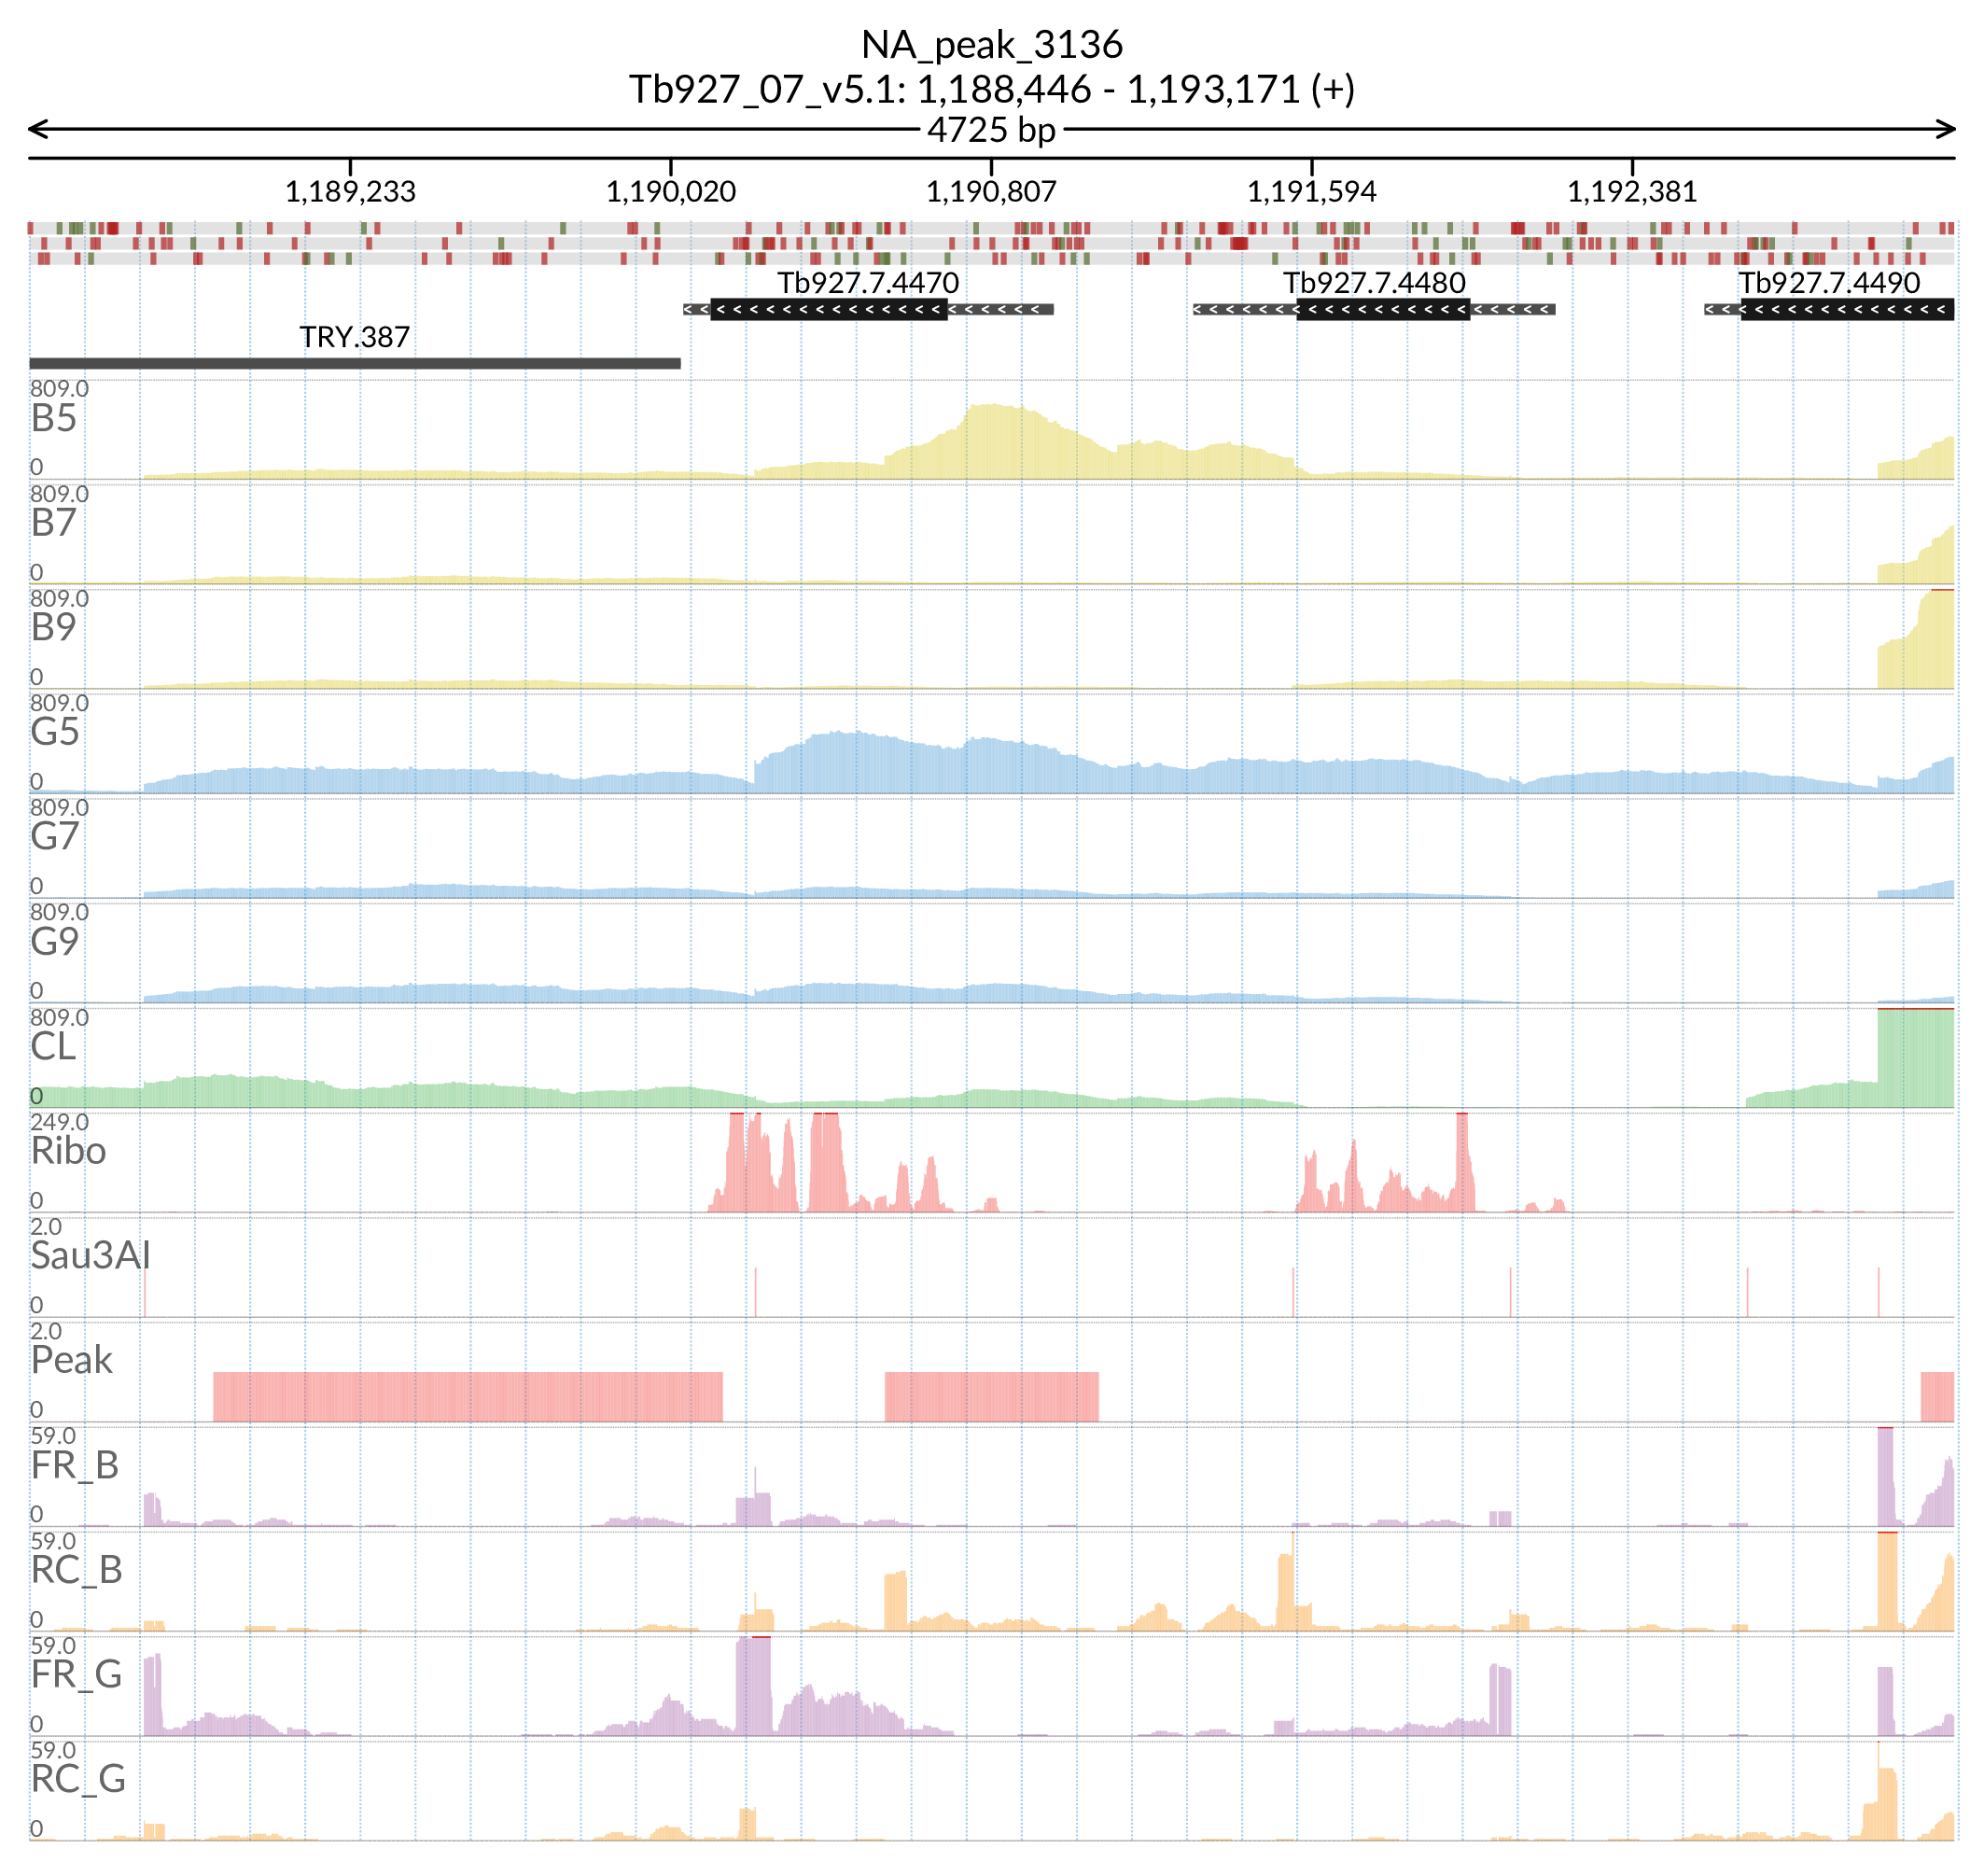 NA_peak_3136
Tb927_07_v5.1: 1,188,446 - 1,193,171 (+)
4725 bp
1,189,233 1,190,020 1,190,807 1,191,594 1,192,381
Tb927.7.4470 Tb927.7.4480 Tb927.7.4490
TRY.387
809.0
B5
0
809.0
B7
0
809.0
B9
0
809.0
G5
0
809.0
G7
0
809.0
G9
0
809.0
CL
0
249.0
Ribo
0
2.0
Sau3AI
0
2.0
Peak
0
59.0
FR_B
0
59.0
RC_B
0
59.0
FR_G
0
59.0
RC_G
0